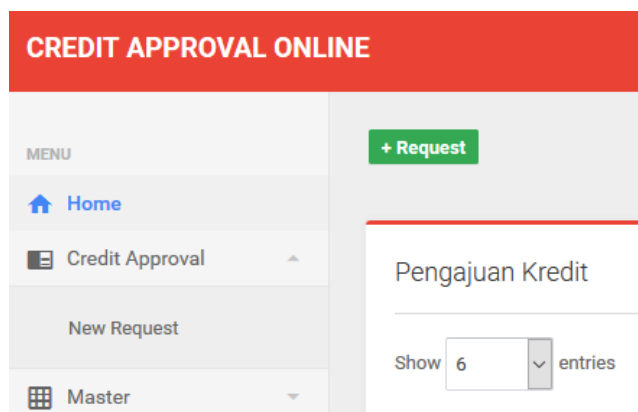 CREDIT APPROVAL ONLINE
MENU
Home
Credit Approval
New Request
Master
+ Request
Pengajuan Kredit
Show 6 entries